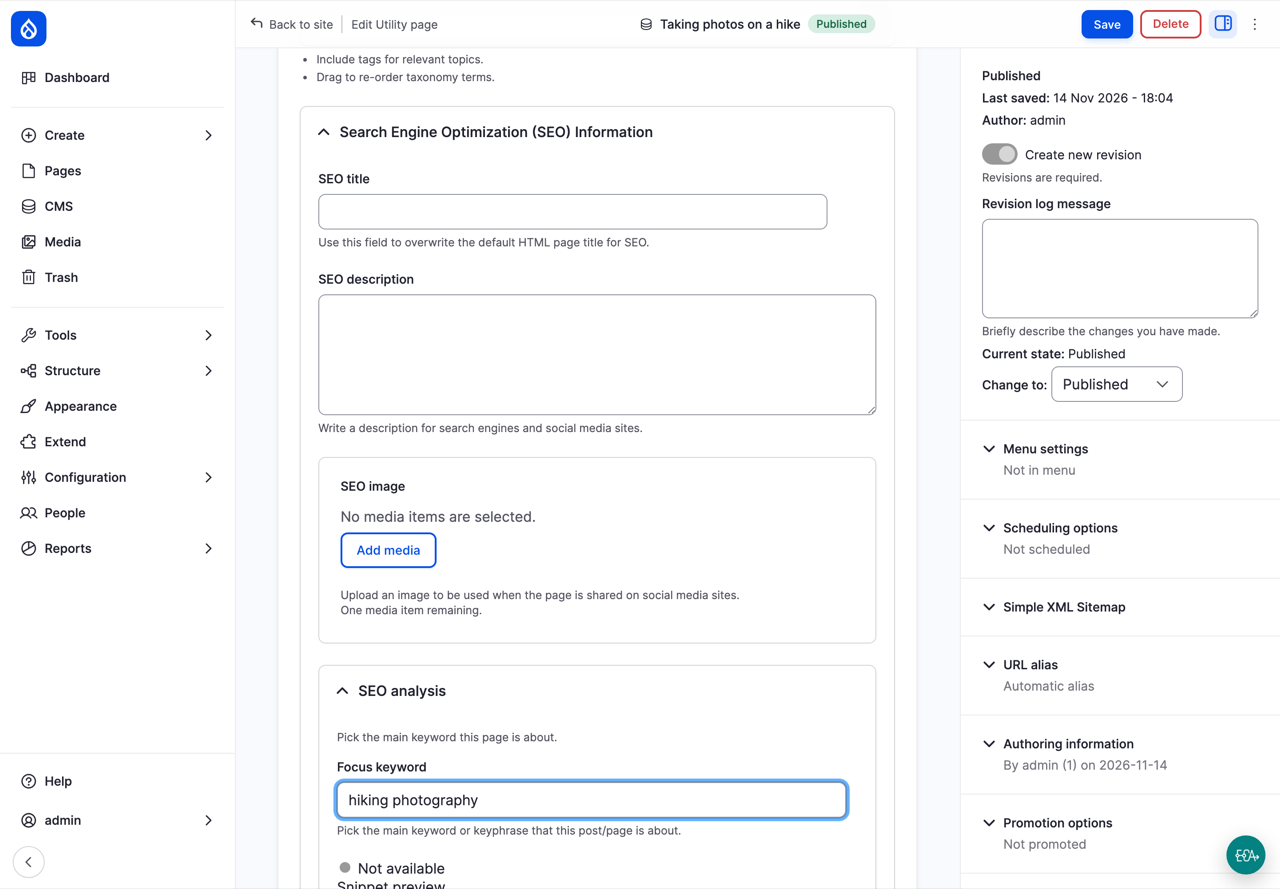 Back to site
Edit Utility page
Taking photos on a hike
Published
Save
Delete
Dashboard
Create
Pages
CMS
Media
Trash
Tools
Structure
Appearance
Extend
Configuration
People
Reports
Help
admin
Include tags for relevant topics.
Drag to re-order taxonomy terms.
Search Engine Optimization (SEO) Information
SEO title
Use this field to overwrite the default HTML page title for SEO.
SEO description
Write a description for search engines and social media sites.
SEO image
No media items are selected.
Add media
Upload an image to be used when the page is shared on social media sites.
One media item remaining.
SEO analysis
Pick the main keyword this page is about.
Focus keyword
hiking photography
Pick the main keyword or keyphrase that this post/page is about.
Not available
Snippet preview
Published
Last saved: 14 Nov 2026 - 18:04
Author: admin
Create new revision
Revisions are required.
Revision log message
Briefly describe the changes you have made.
Current state: Published
Change to: Published
Menu settings
Not in menu
Scheduling options
Not scheduled
Simple XML Sitemap
URL alias
Automatic alias
Authoring information
By admin (1) on 2026-11-14
Promotion options
Not promoted
ECA